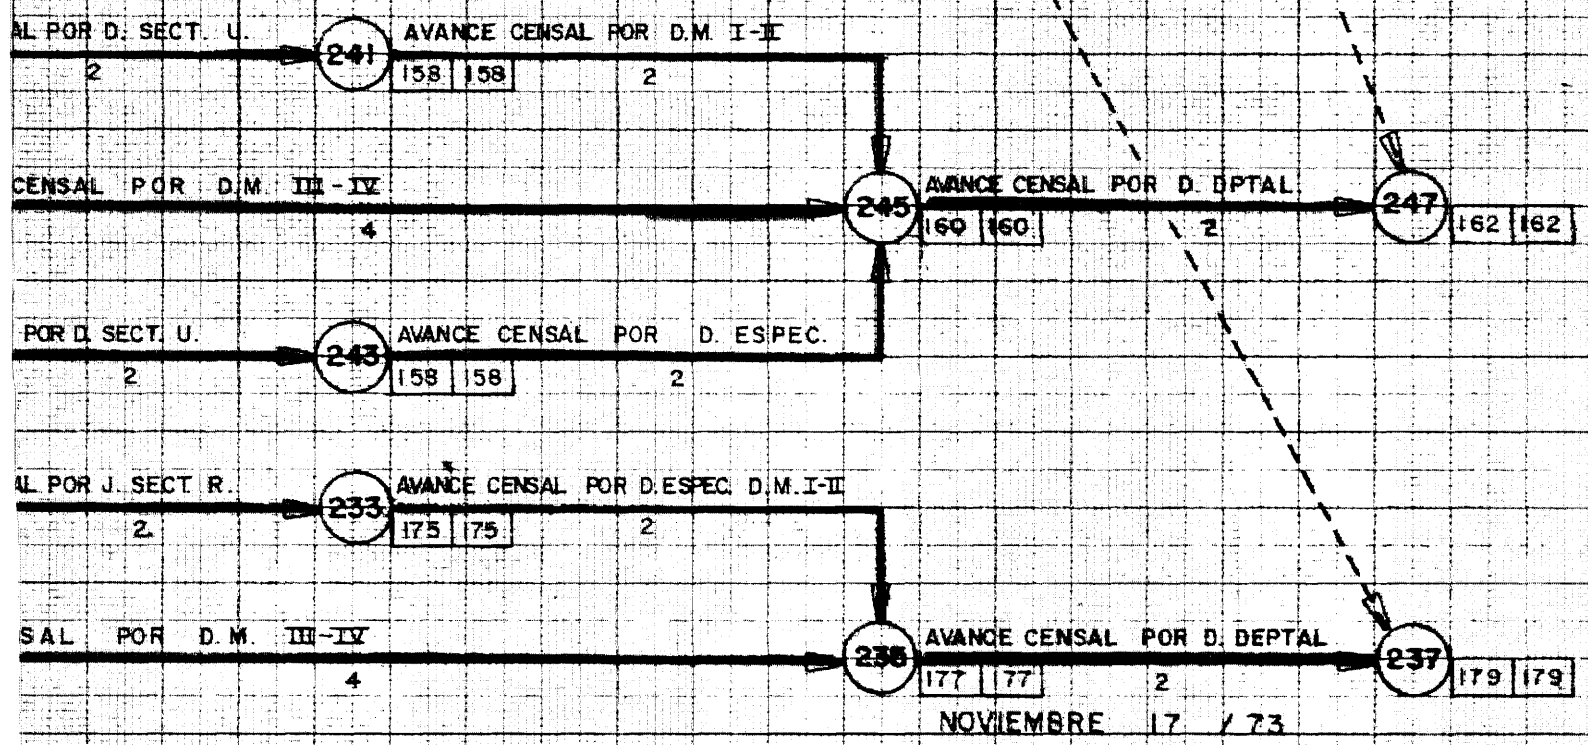 AL POR D. SECT. U.
2
241
AVANCE CENSAL POR D.M. I-II
158 158
2
CENSAL POR D.M. III-IV
4
245
AVANCE CENSAL POR D. DPTAL.
160 160
2
247
162 162
POR D. SECT. U.
2
243
AVANCE CENSAL POR D. ESPEC.
158 158
2
AL POR J. SECT. R.
2
233
AVANCE CENSAL POR D. ESPEC. D.M. I-II
175 175
2
SAL POR D.M. III-IV
4
AVANCE CENSAL POR D. DEPTAL
177 177
2
237
179 179
NOVIEMBRE 17 / 73